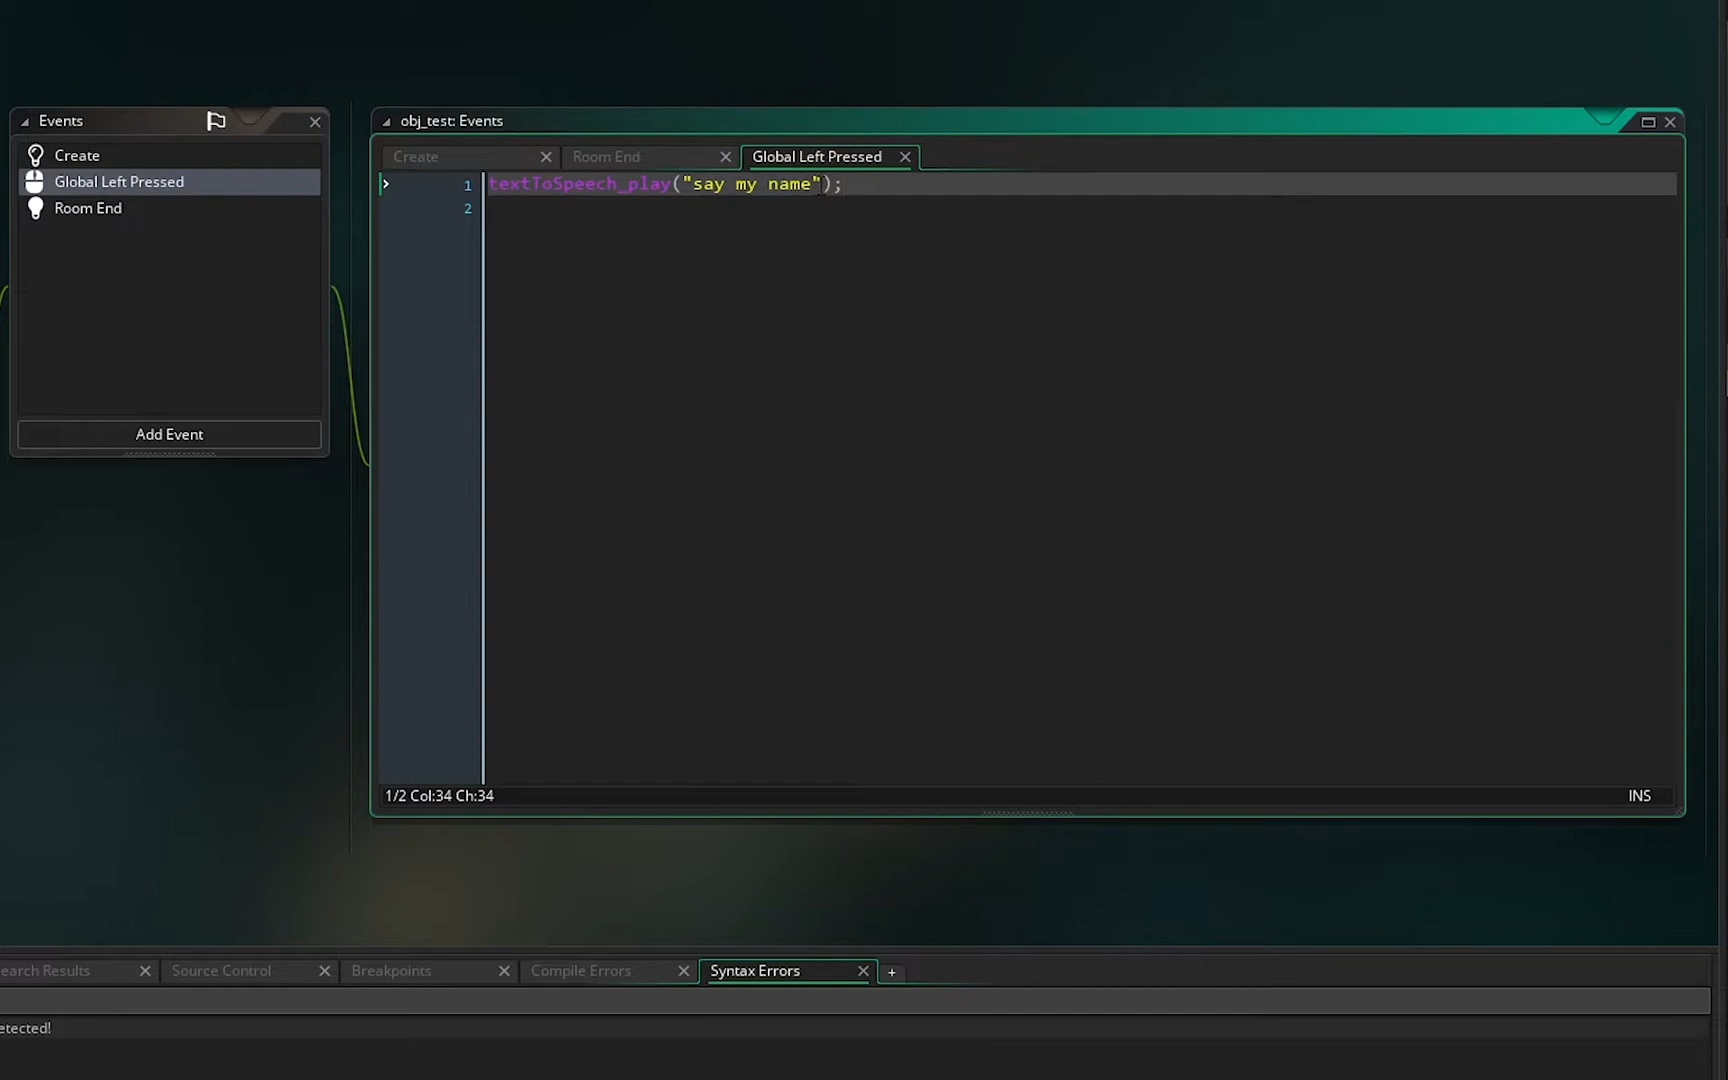 Events
Create
Global Left Pressed
Room End
Add Event
obj_test: Events
Create
Room End
Global Left Pressed
1 textToSpeech_play("say my name");
2
1/2 Col:34 Ch:34
INS
earch Results
Source Control
Breakpoints
Compile Errors
Syntax Errors
+
etected!